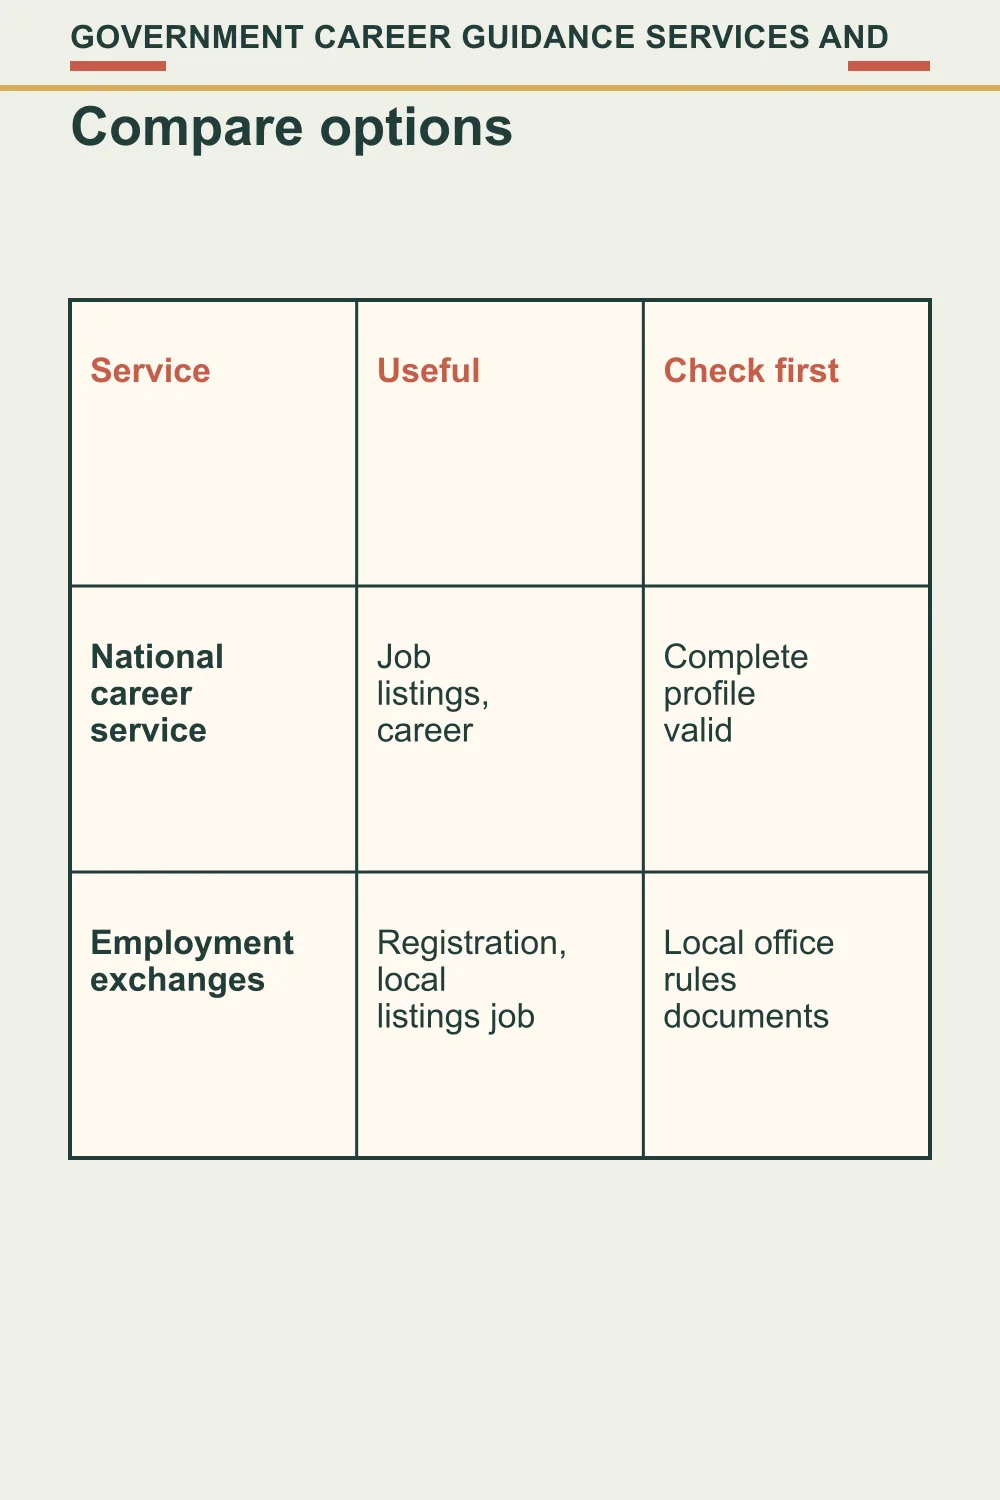 GOVERNMENT CAREER GUIDANCE SERVICES AND
Compare options
Service
Useful
Check first
National
career
service
Job
listings,
career
Complete
profile
valid
Employment
exchanges
Registration,
local
listings job
Local office
rules
documents